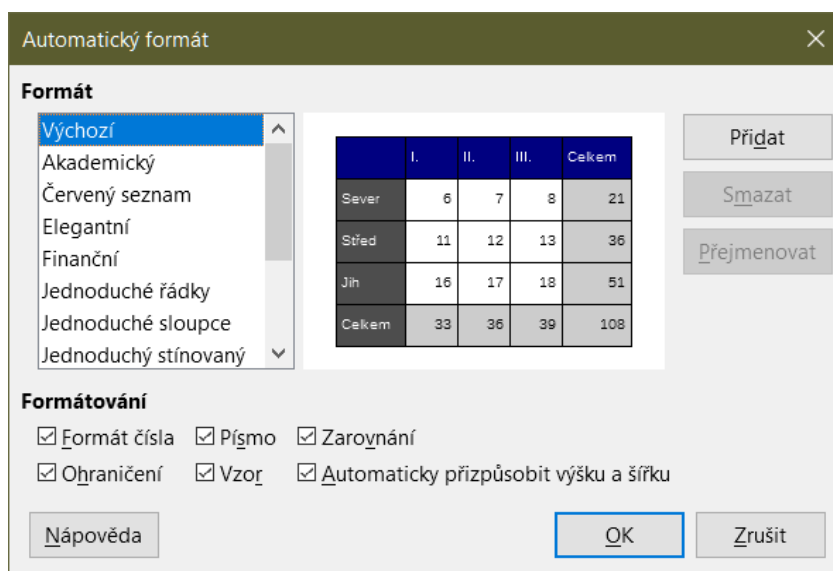 Automatický formát
Formát
Výchozí
Akademický
Červený seznam
Elegantní
Finanční
Jednoduché řádky
Jednoduché sloupce
Jednoduchý stínovaný
I. II. III. Celkem
Sever 6 7 8 21
Střed 11 12 13 36
Jih 16 17 18 51
Celkem 33 36 39 108
Přidat
Smazat
Přejmenovat
Formátování
Formát čísla Písmo Zarovnání
Ohraničení Vzor Automaticky přizpůsobit výšku a šířku
Nápověda OK Zrušit